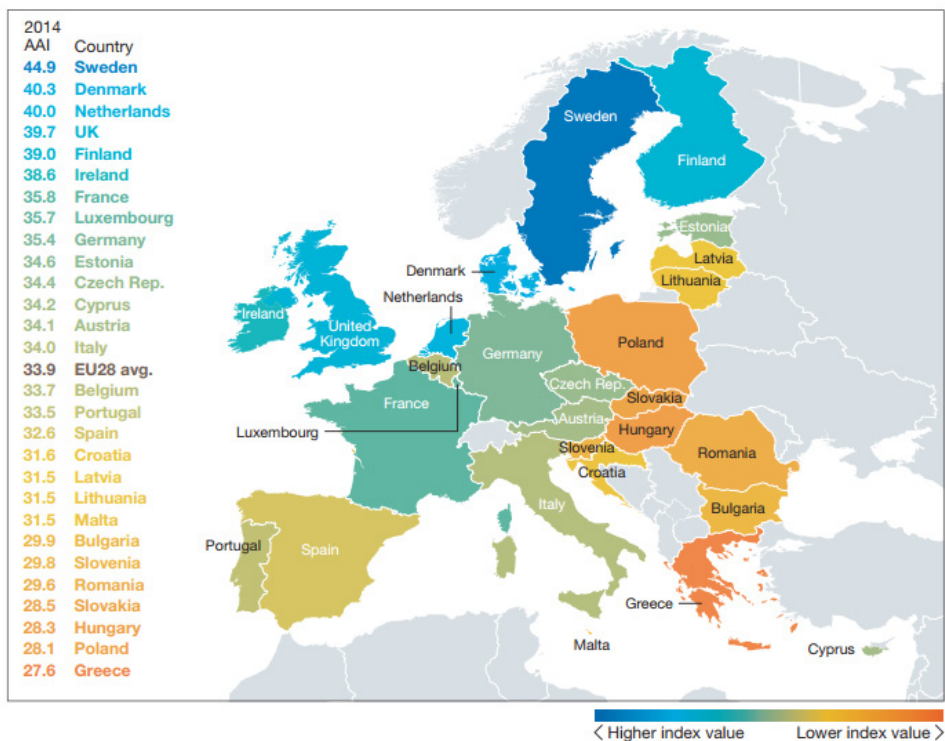 2014
AAI Country
44.9 Sweden
40.3 Denmark
40.0 Netherlands
39.7 UK
39.0 Finland
38.6 Ireland
35.8 France
35.7 Luxembourg
35.4 Germany
34.6 Estonia
34.4 Czech Rep.
34.2 Cyprus
34.1 Austria
34.0 Italy
33.9 EU28 avg.
33.7 Belgium
33.5 Portugal
32.6 Spain
31.6 Croatia
31.5 Latvia
31.5 Lithuania
31.5 Malta
29.9 Bulgaria
29.8 Slovenia
29.6 Romania
28.5 Slovakia
28.3 Hungary
28.1 Poland
27.6 Greece
Sweden
Finland
Estonia
Latvia
Lithuania
Denmark
Netherlands
Ireland
United
Kingdom
Poland
Germany
Belgium
Czech Rep.
Slovakia
France
Austria
Hungary
Luxembourg
Slovenia
Romania
Croatia
Italy
Bulgaria
Portugal
Spain
Greece
Malta
Cyprus
< Higher index value
Lower index value >